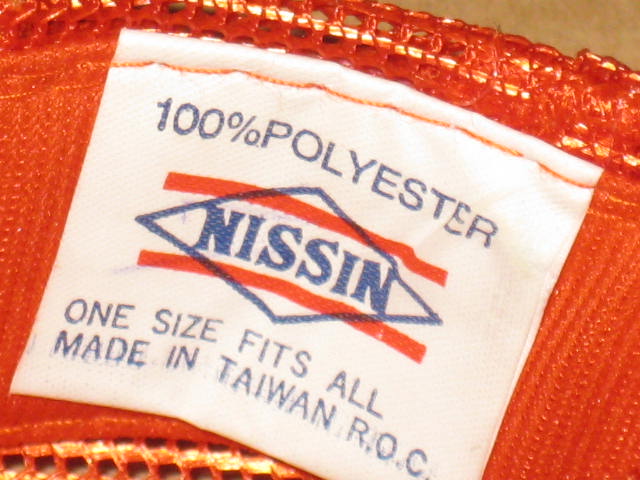 100% POLYESTER
NISSIN
ONE SIZE FITS ALL
MADE IN TAIWAN R.O.C.